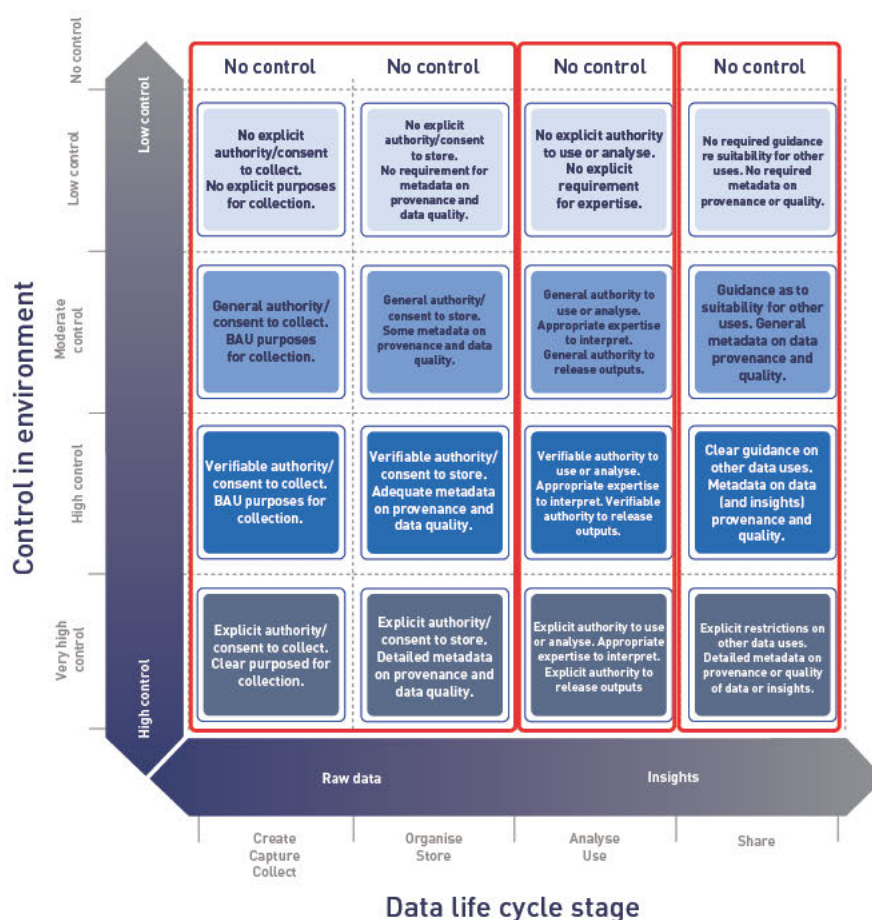 No control
Low control
Moderate
control
High control
Very high
control
Control in environment
Low control
High control
No control
No control
No control
No control
No explicit
authority/consent
to collect.
No explicit purposes
for collection.
No explicit
authority/consent
to store.
No requirement for
metadata on
provenance and
data quality.
No explicit authority
to use or analyse.
No explicit
requirement
for expertise.
No required guidance
re suitability for other
uses. No required
metadata on
provenance or quality.
General authority/
consent to collect.
BAU purposes
for collection.
General authority/
consent to store.
Some metadata on
provenance and data
quality.
General authority to
use or analyse.
Appropriate expertise
to interpret.
General authority to
release outputs.
Guidance as to
suitability for other
uses. General
metadata on data
provenance and
quality.
Verifiable authority/
consent to collect.
BAU purposes for
collection.
Verifiable authority/
consent to store.
Adequate metadata
on provenance and
data quality.
Verifiable authority to
use or analyse.
Appropriate expertise
to interpret. Verifiable
authority to release
outputs.
Clear guidance on
other data uses.
Metadata on data
(and insights)
provenance and
quality.
Explicit authority/
consent to collect.
Clear purposed for
collection.
Explicit authority/
consent to store.
Detailed metadata
on provenance and
data quality.
Explicit authority to use
or analyse. Appropriate
expertise to interpret.
Explicit authority to
release outputs
Explicit restrictions on
other data uses.
Detailed metadata on
provenance or quality
of data or insights.
Raw data
Insights
Create
Capture
Collect
Organise
Store
Analyse
Use
Share
Data life cycle stage